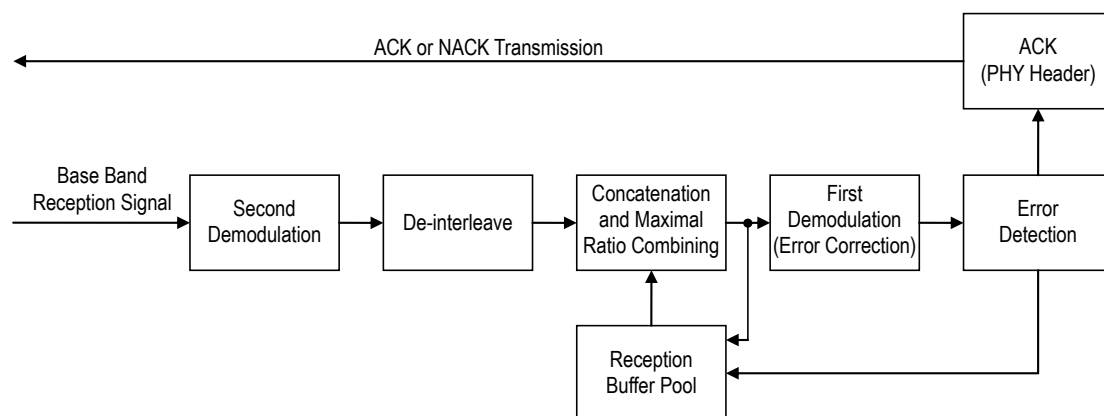 ACK or NACK Transmission
ACK
(PHY Header)
Base Band
Reception Signal
Second
Demodulation
De-interleave
Concatenation
and Maximal
Ratio Combining
First
Demodulation
(Error Correction)
Error
Detection
Reception
Buffer Pool